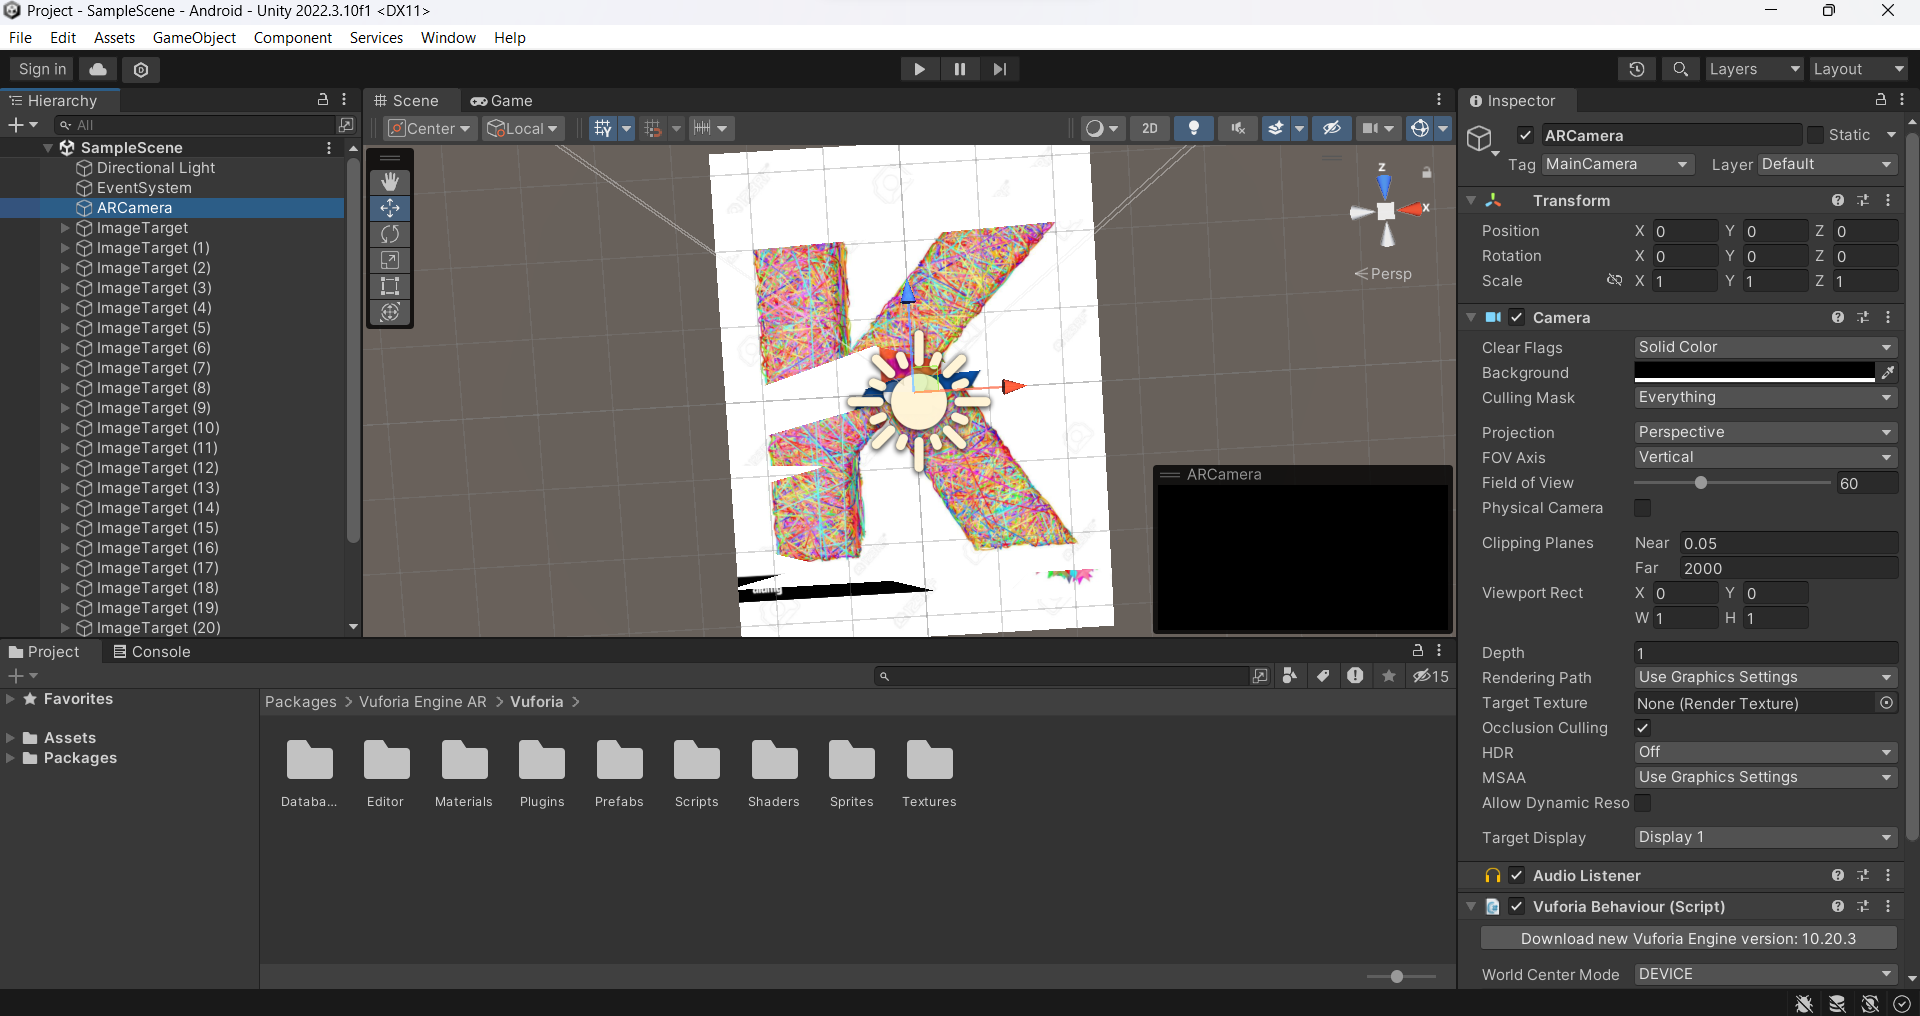 Project - SampleScene - Android - Unity 2022.3.10f1 <DX11>
File Edit Assets GameObject Component Services Window Help
Sign in
Layers Layout
Hierarchy
All
SampleScene
Directional Light
EventSystem
ARCamera
ImageTarget
ImageTarget (1)
ImageTarget (2)
ImageTarget (3)
ImageTarget (4)
ImageTarget (5)
ImageTarget (6)
ImageTarget (7)
ImageTarget (8)
ImageTarget (9)
ImageTarget (10)
ImageTarget (11)
ImageTarget (12)
ImageTarget (13)
ImageTarget (14)
ImageTarget (15)
ImageTarget (16)
ImageTarget (17)
ImageTarget (18)
ImageTarget (19)
ImageTarget (20)
Scene Game
Center Local 2D
K
z
x
Persp
ARCamera
Inspector
ARCamera Static
Tag MainCamera Layer Default
Transform
Position X 0 Y 0 Z 0
Rotation X 0 Y 0 Z 0
Scale X 1 Y 1 Z 1
Camera
Clear Flags Solid Color
Background
Culling Mask Everything
Projection Perspective
FOV Axis Vertical
Field of View 60
Physical Camera
Clipping Planes Near 0.05
Far 2000
Viewport Rect X 0 Y 0
W 1 H 1
Depth 1
Rendering Path Use Graphics Settings
Target Texture None (Render Texture)
Occlusion Culling
HDR Off
MSAA Use Graphics Settings
Allow Dynamic Reso
Target Display Display 1
Audio Listener
Vuforia Behaviour (Script)
Download new Vuforia Engine version: 10.20.3
World Center Mode DEVICE
Project Console
15
Favorites
Assets
Packages
Packages > Vuforia Engine AR > Vuforia >
Databa... Editor Materials Plugins Prefabs Scripts Shaders Sprites Textures